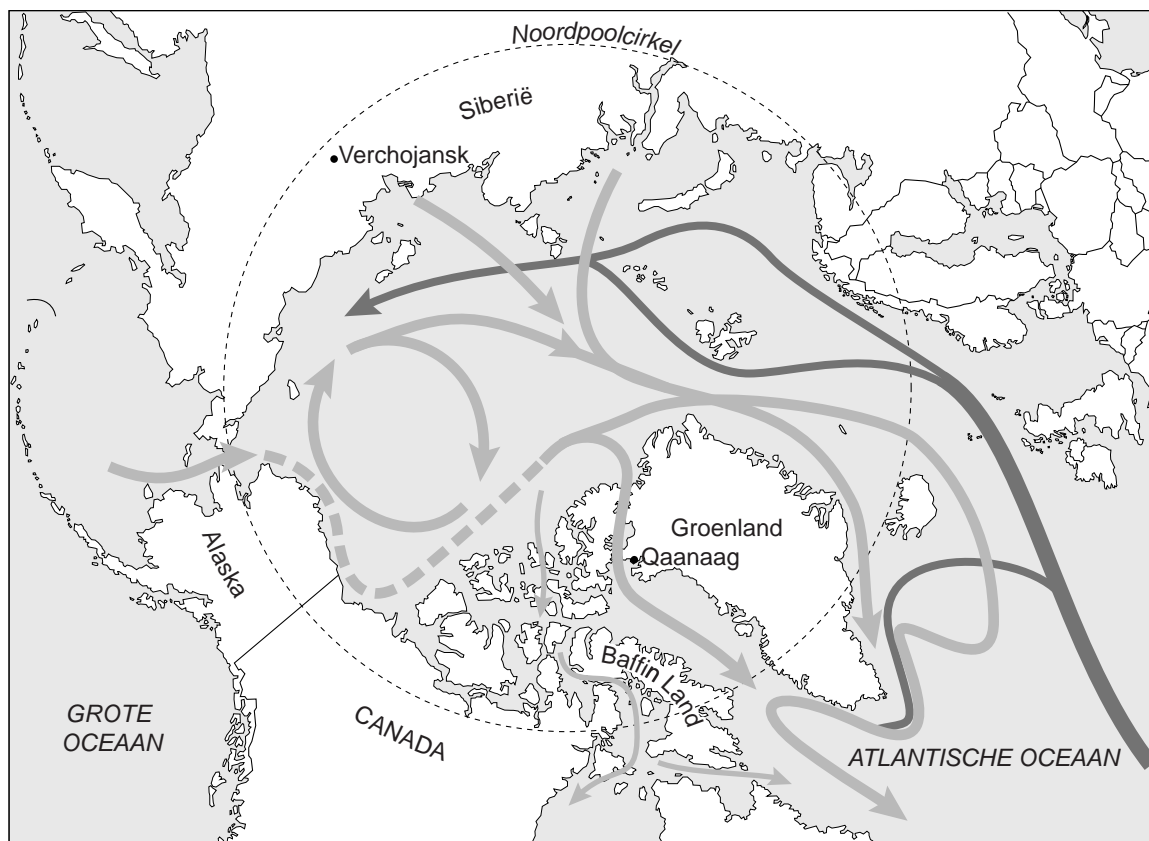 Noordpoolcirkel
Siberië
Verchojansk
Groenland
Qaanaag
Alaska
Baffin Land
GROTE
OCEAAN
CANADA
ATLANTISCHE OCEAAN